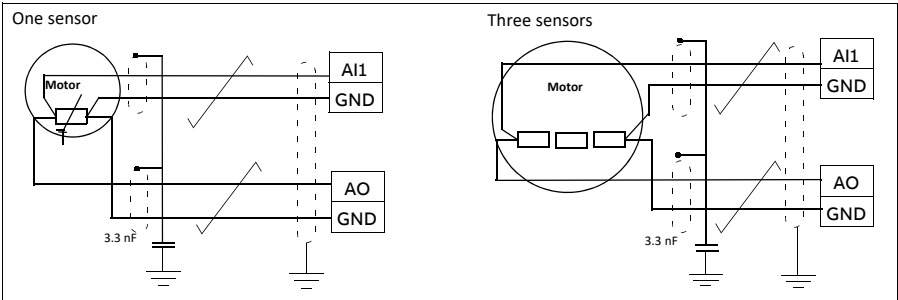 One sensor
Motor
AI1
GND
AO
GND
3.3 nF
Three sensors
Motor
AI1
GND
AO
GND
3.3 nF